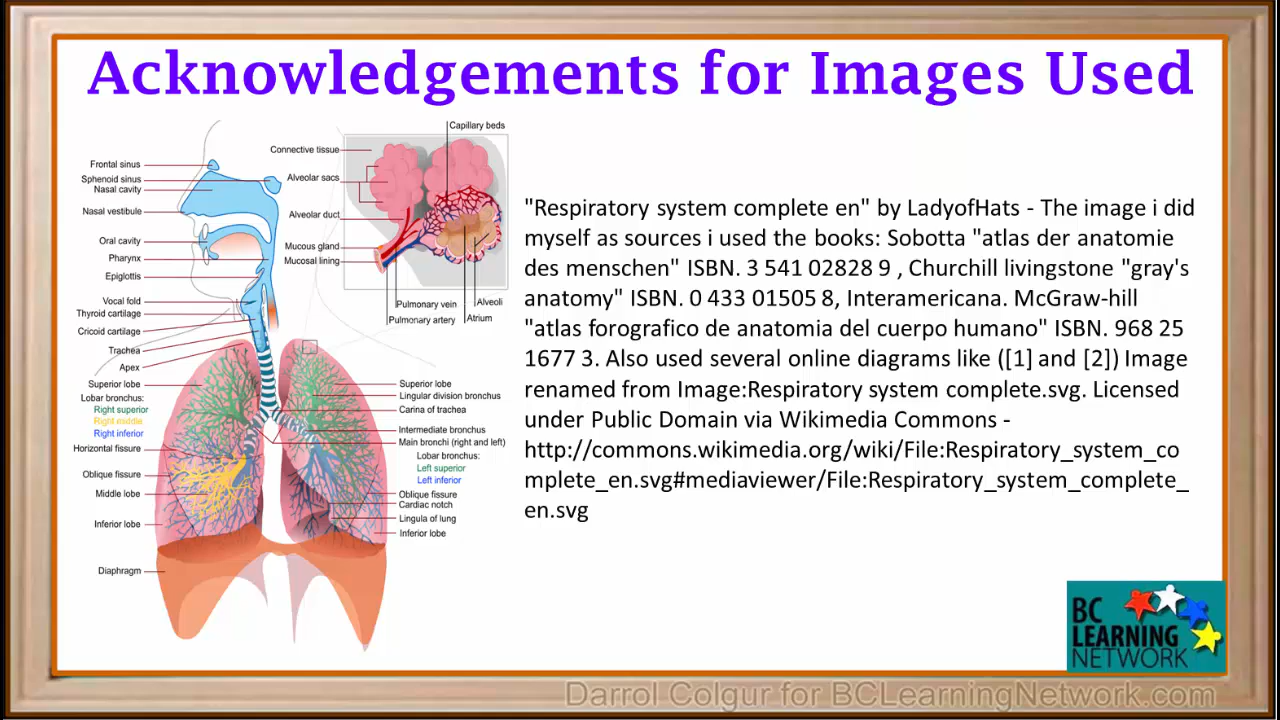 Acknowledgements for Images Used
Capillary beds
Connective tissue
Alveolar sacs
Alveolar duct
Mucous gland
Mucosal lining
Pulmonary vein
Pulmonary artery
Alveoli
Atrium
Frontal sinus
Sphenoid sinus
Nasal cavity
Nasal vestibule
Oral cavity
Pharynx
Epiglottis
Vocal fold
Thyroid cartilage
Cricoid cartilage
Trachea
Apex
Superior lobe
Lobar bronchus:
Right superior
Right middle
Right inferior
Horizontal fissure
Oblique fissure
Middle lobe
Inferior lobe
Diaphragm
Superior lobe
Lingular division bronchus
Carina of trachea
Intermediate bronchus
Main bronchi (right and left)
Lobar bronchus:
Left superior
Left inferior
Oblique fissure
Cardiac notch
Lingula of lung
Inferior lobe
"Respiratory system complete en" by LadyofHats - The image i did
myself as sources i used the books: Sobotta "atlas der anatomie
des menschen" ISBN. 3 541 02828 9 , Churchill livingstone "gray's
anatomy" ISBN. 0 433 01505 8, Interamericana. McGraw-hill
"atlas forografico de anatomia del cuerpo humano" ISBN. 968 25
1677 3. Also used several online diagrams like ([1] and [2]) Image
renamed from Image:Respiratory system complete.svg. Licensed
under Public Domain via Wikimedia Commons -
http://commons.wikimedia.org/wiki/File:Respiratory_system_co
mplete_en.svg#mediaviewer/File:Respiratory_system_complete_
en.svg
BC
LEARNING
NETWORK
Darrol Colgur for BCLearningNetwork.com